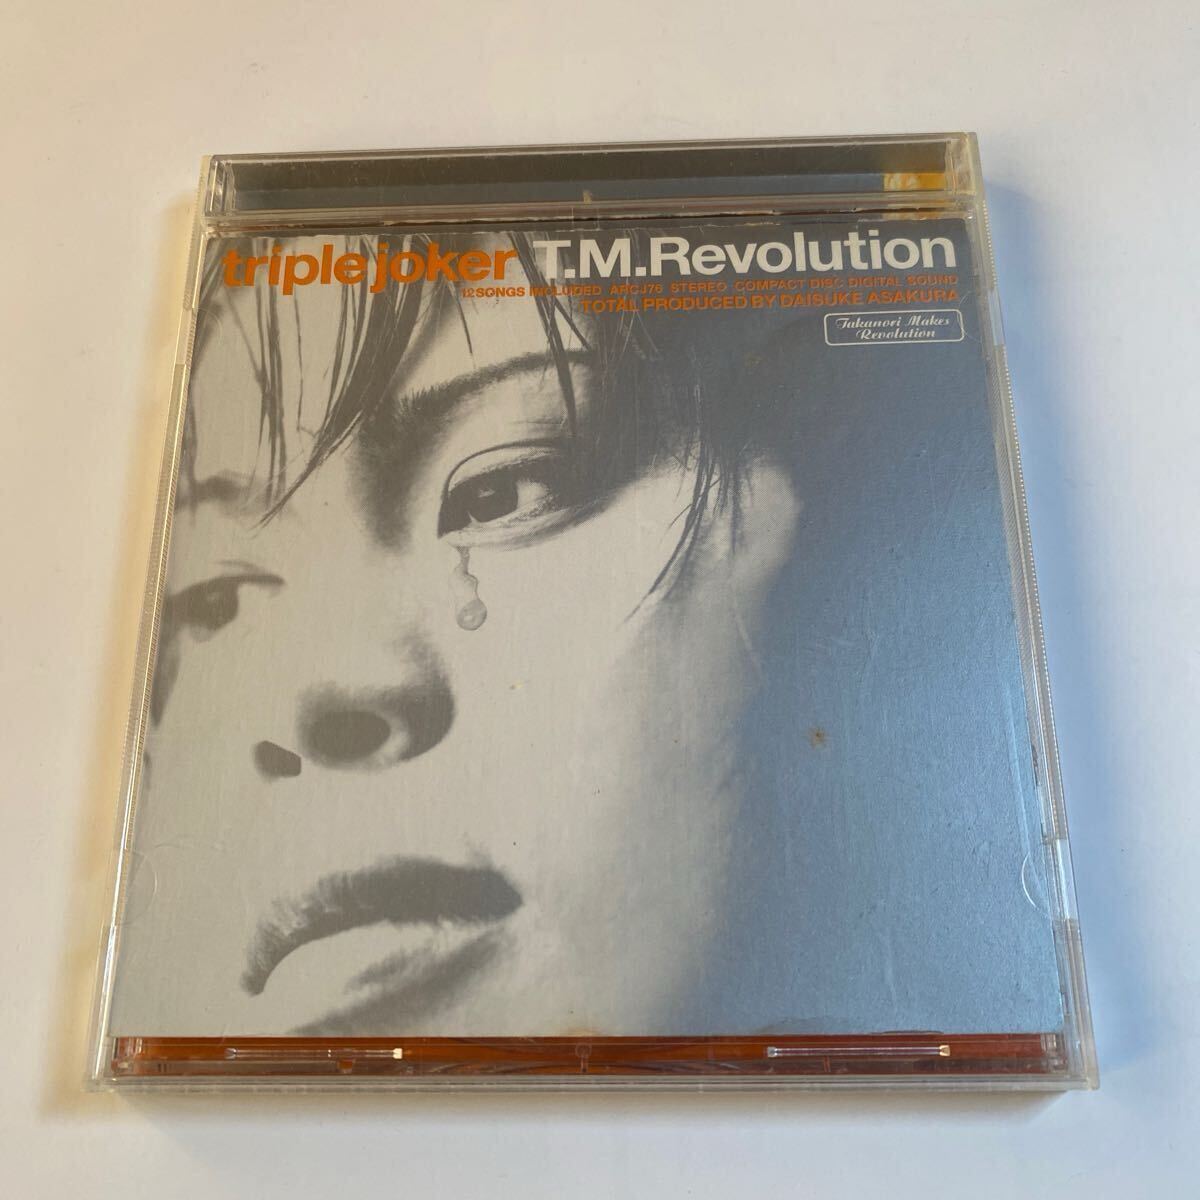 triplejoker T.M.Revolution
12SONGS INCLUDED ARCJ76 STEREO COMPACT DISC DIGITAL SOUND
TOTAL PRODUCED BY DAISUKE ASAKURA
Takanori Makes
Revolution